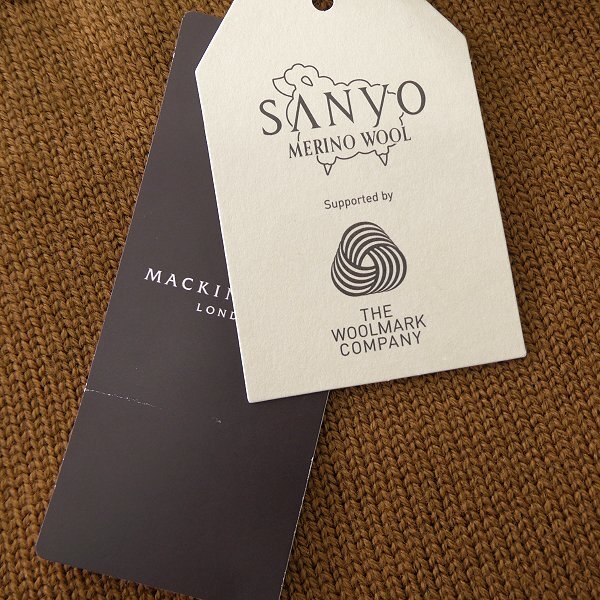 SANYO
MERINO WOOL
Supported by
THE
WOOLMARK
COMPANY
MACKIN
LOND